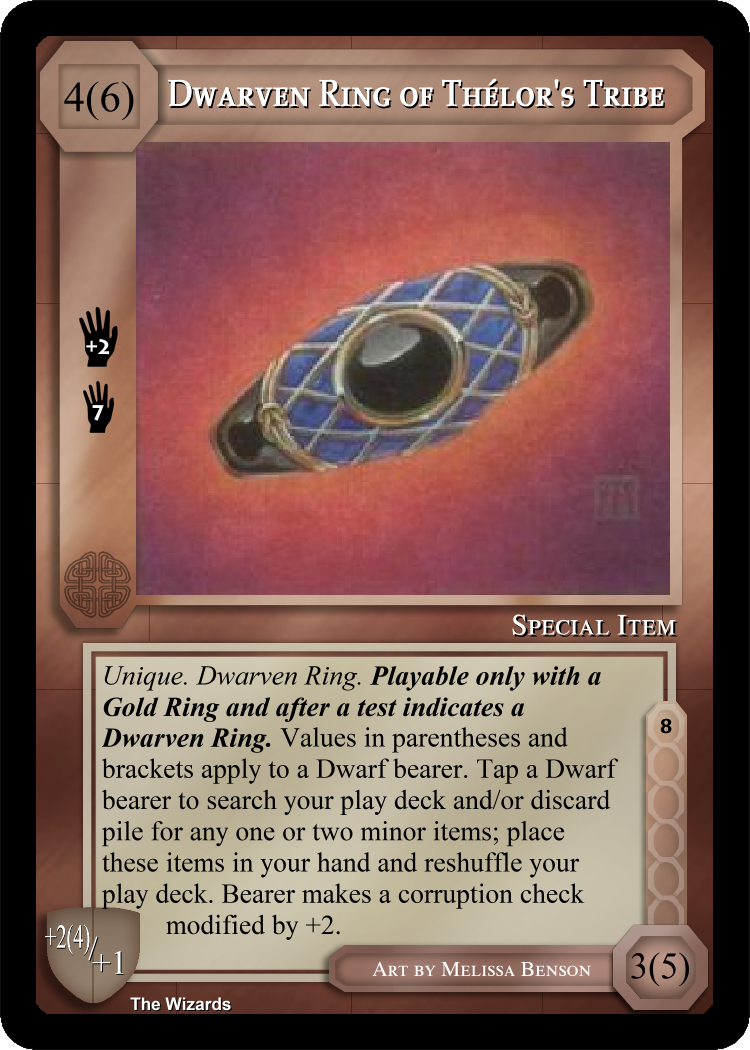 4(6)
Dwarven Ring of Thélor's Tribe
+2
7
Special Item
Unique. Dwarven Ring. Playable only with a
Gold Ring and after a test indicates a
Dwarven Ring. Values in parentheses and
brackets apply to a Dwarf bearer. Tap a Dwarf
bearer to search your play deck and/or discard
pile for any one or two minor items; place
these items in your hand and reshuffle your
play deck. Bearer makes a corruption check
modified by +2.
8
+2(4)/+1
Art by Melissa Benson
3(5)
The Wizards